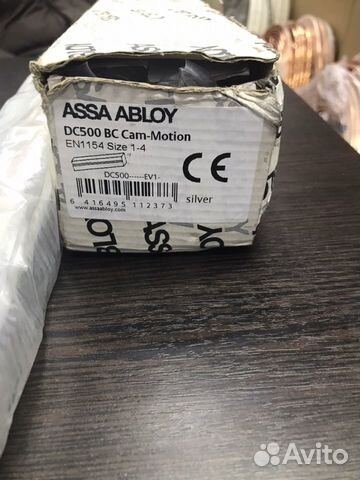 ASSA ABLOY
DC500 BC Cam-Motion
EN1154 Size 1-4
DC500------EV1-
6 416495 112373
www.assaabloy.com
silver
CE
Avito